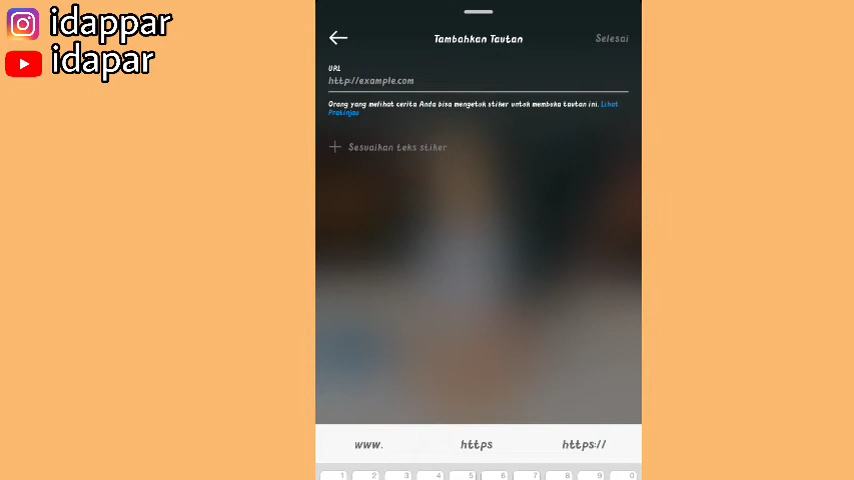 idappar
idapar
Tambahkan Tautan
Selesai
URL
http://example.com
Orang yang melihat cerita Anda bisa mengetok stiker untuk membuka tautan ini. Lihat
Pratinjau
+ Sesuaikan teks stiker
www.
https
https://
1 2 3 4 5 6 7 8 9 0